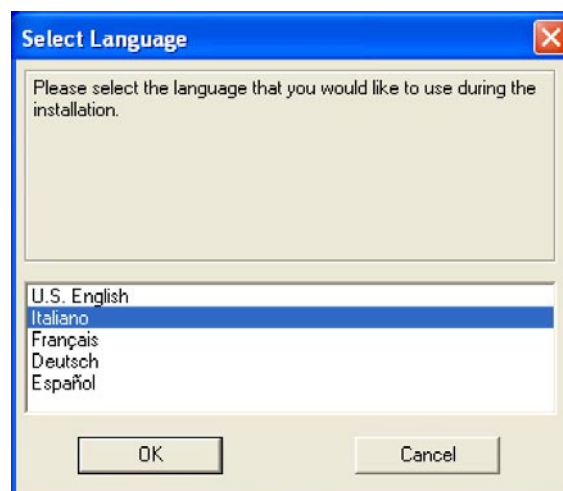 Select Language
Please select the language that you would like to use during the
installation.
U.S. English
Italiano
Français
Deutsch
Español
OK
Cancel